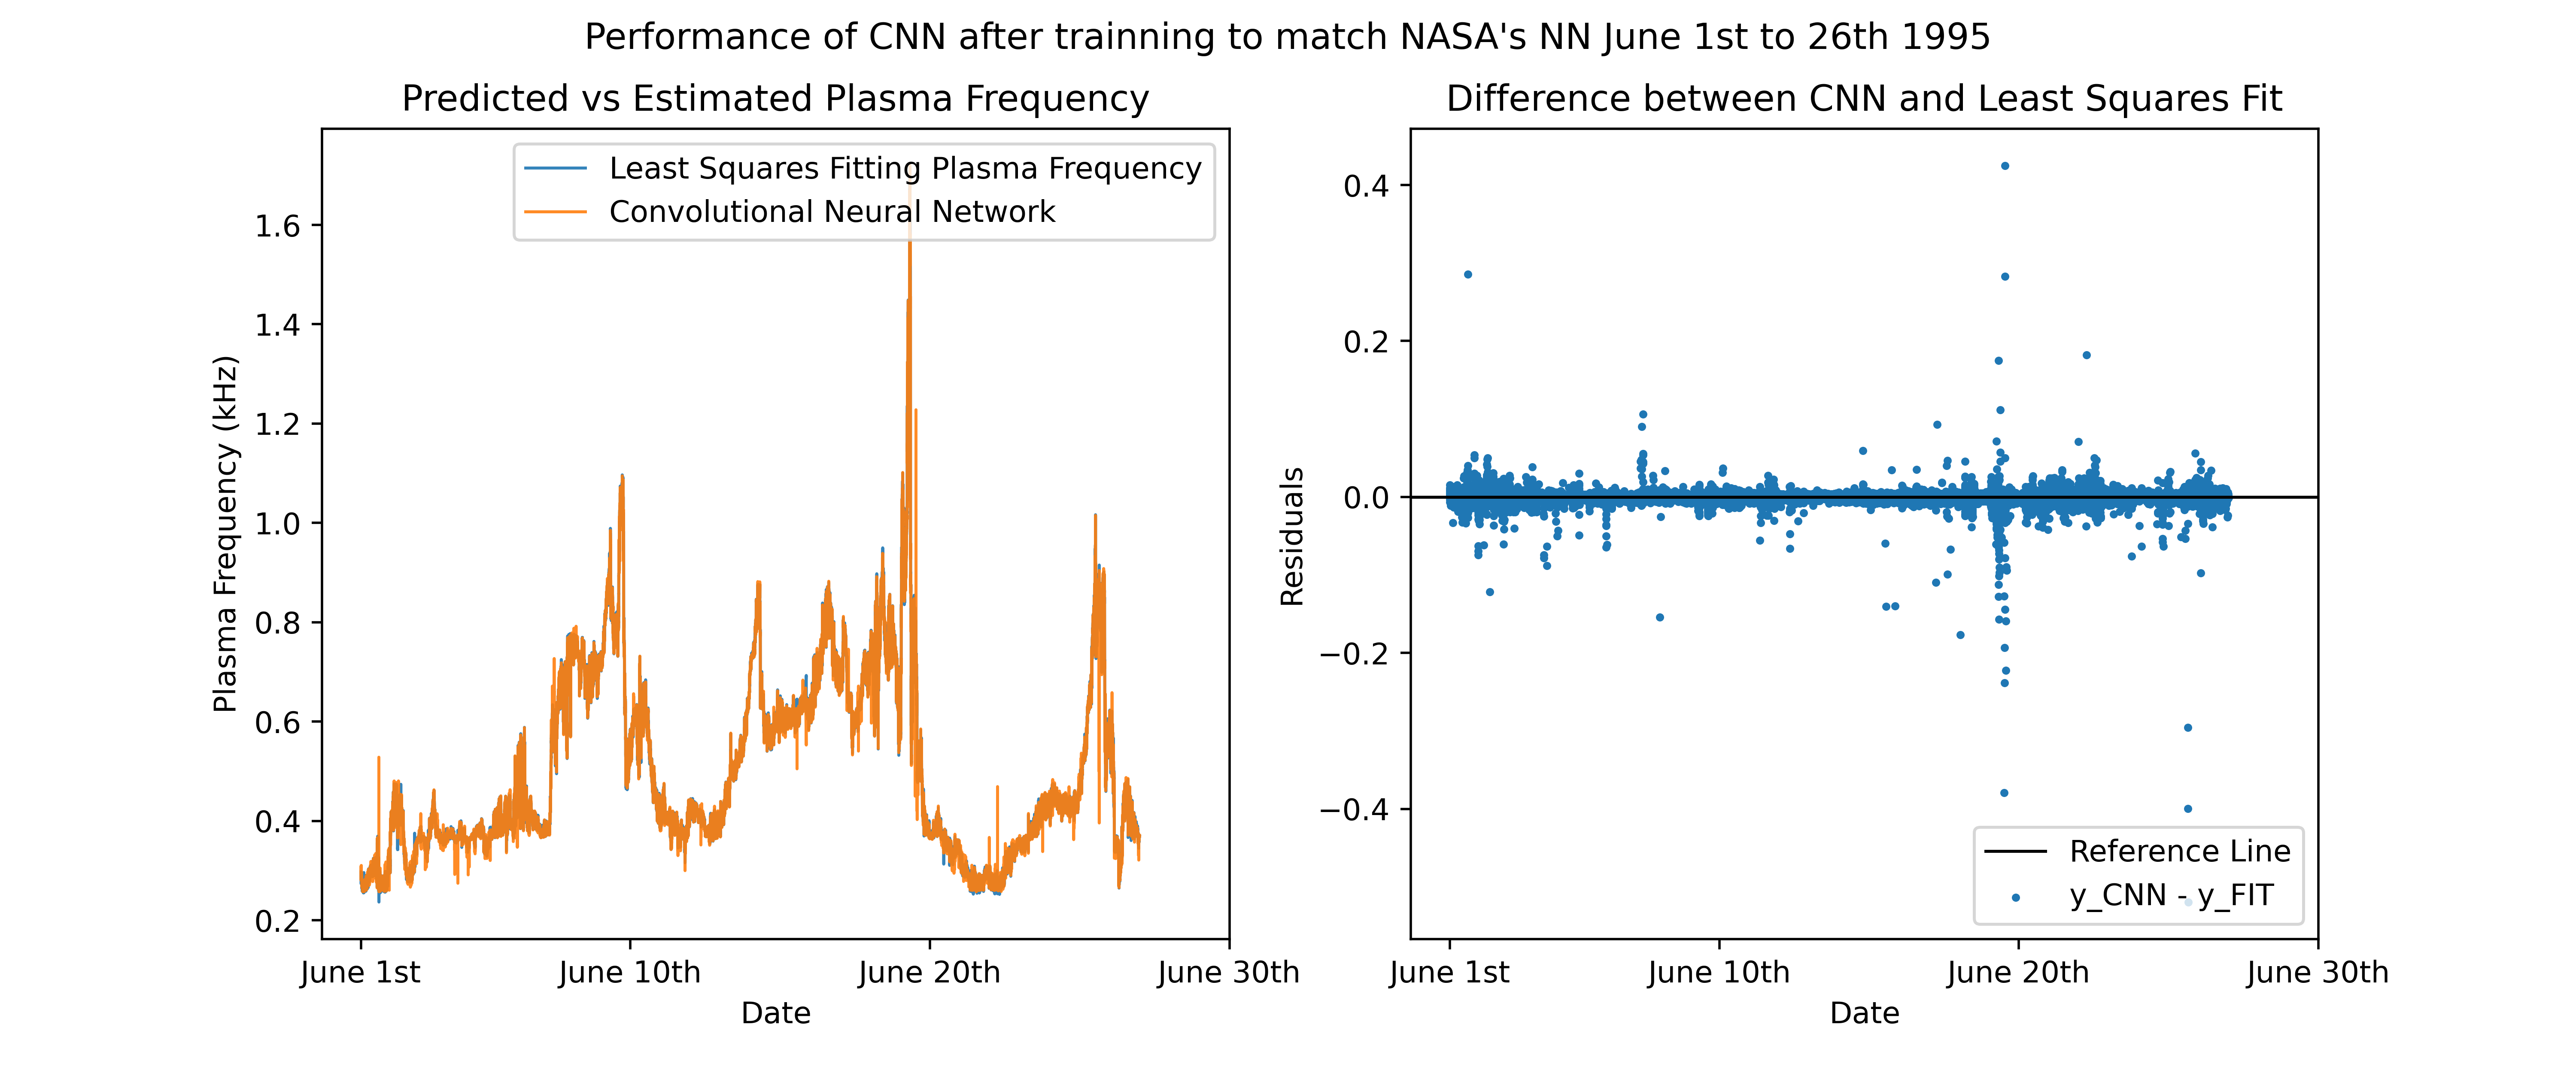 Performance of CNN after trainning to match NASA's NN June 1st to 26th 1995
Predicted vs Estimated Plasma Frequency
Least Squares Fitting Plasma Frequency
Convolutional Neural Network
Plasma Frequency (kHz)
1.6
1.4
1.2
1.0
0.8
0.6
0.4
0.2
June 1st
June 10th
June 20th
June 30th
Date
Difference between CNN and Least Squares Fit
Residuals
0.4
0.2
0.0
−0.2
−0.4
Reference Line
y_CNN - y_FIT
June 1st
June 10th
June 20th
June 30th
Date